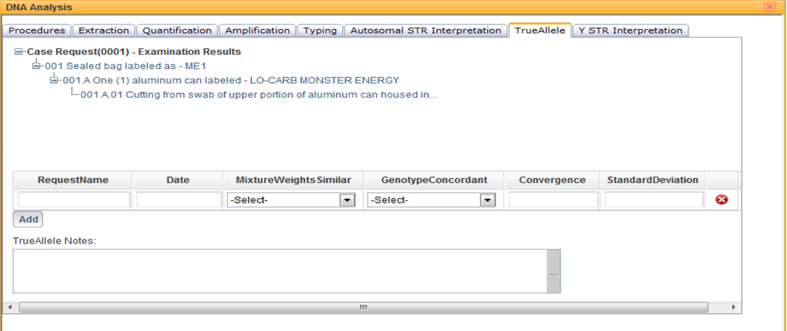 DNA Analysis
Procedures Extraction Quantification Amplification Typing Autosomal STR Interpretation TrueAllele Y STR Interpretation
Case Request(0001) - Examination Results
001 Sealed bag labeled as - ME1
001.A One (1) aluminum can labeled - LO-CARB MONSTER ENERGY
001.A.01 Cutting from swab of upper portion of aluminum can housed in...
RequestName Date MixtureWeightsSimilar GenotypeConcordant Convergence StandardDeviation
-Select- -Select-
Add
TrueAllele Notes:
...